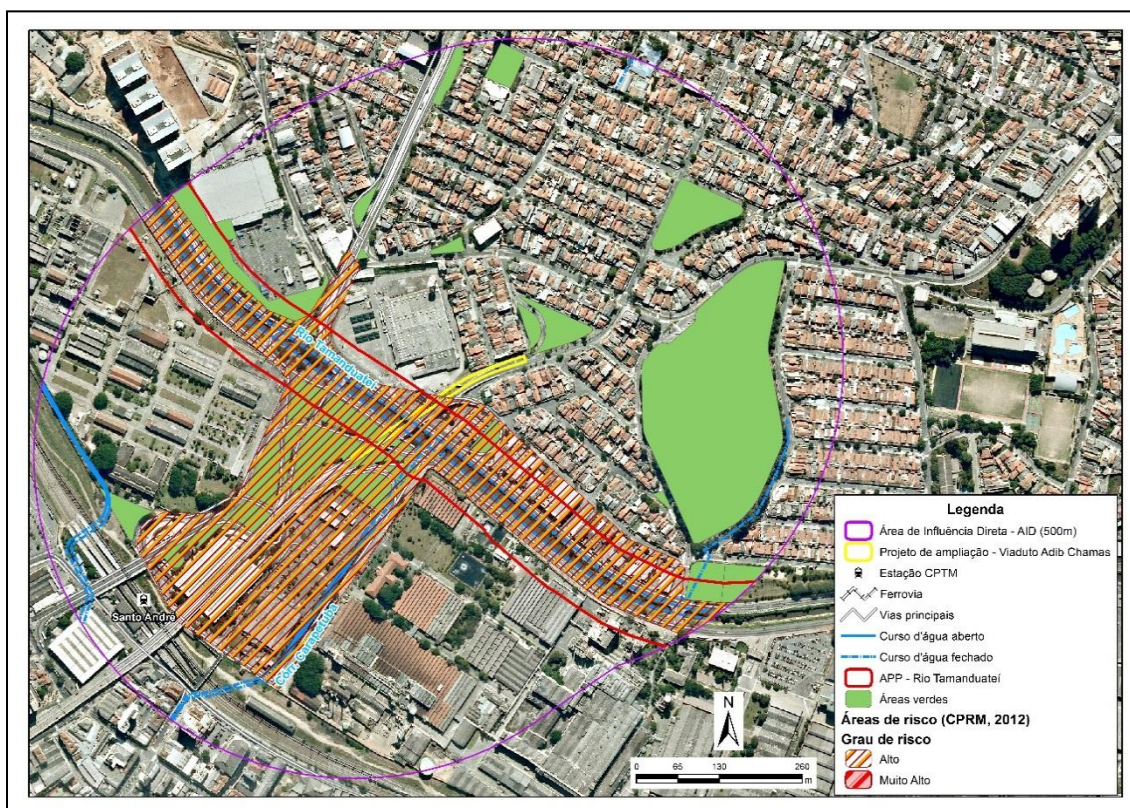 Rio Tamanduateí
Santo André
Córr. Carapetuba
Legenda
Área de Influência Direta - AID (500m)
Projeto de ampliação - Viaduto Adib Chamas
Estação CPTM
Ferrovia
Vias principais
Curso d'água aberto
Curso d'água fechado
APP - Rio Tamanduateí
Áreas verdes
Áreas de risco (CPRM, 2012)
Grau de risco
Alto
Muito Alto
N
0 65 130 260
m